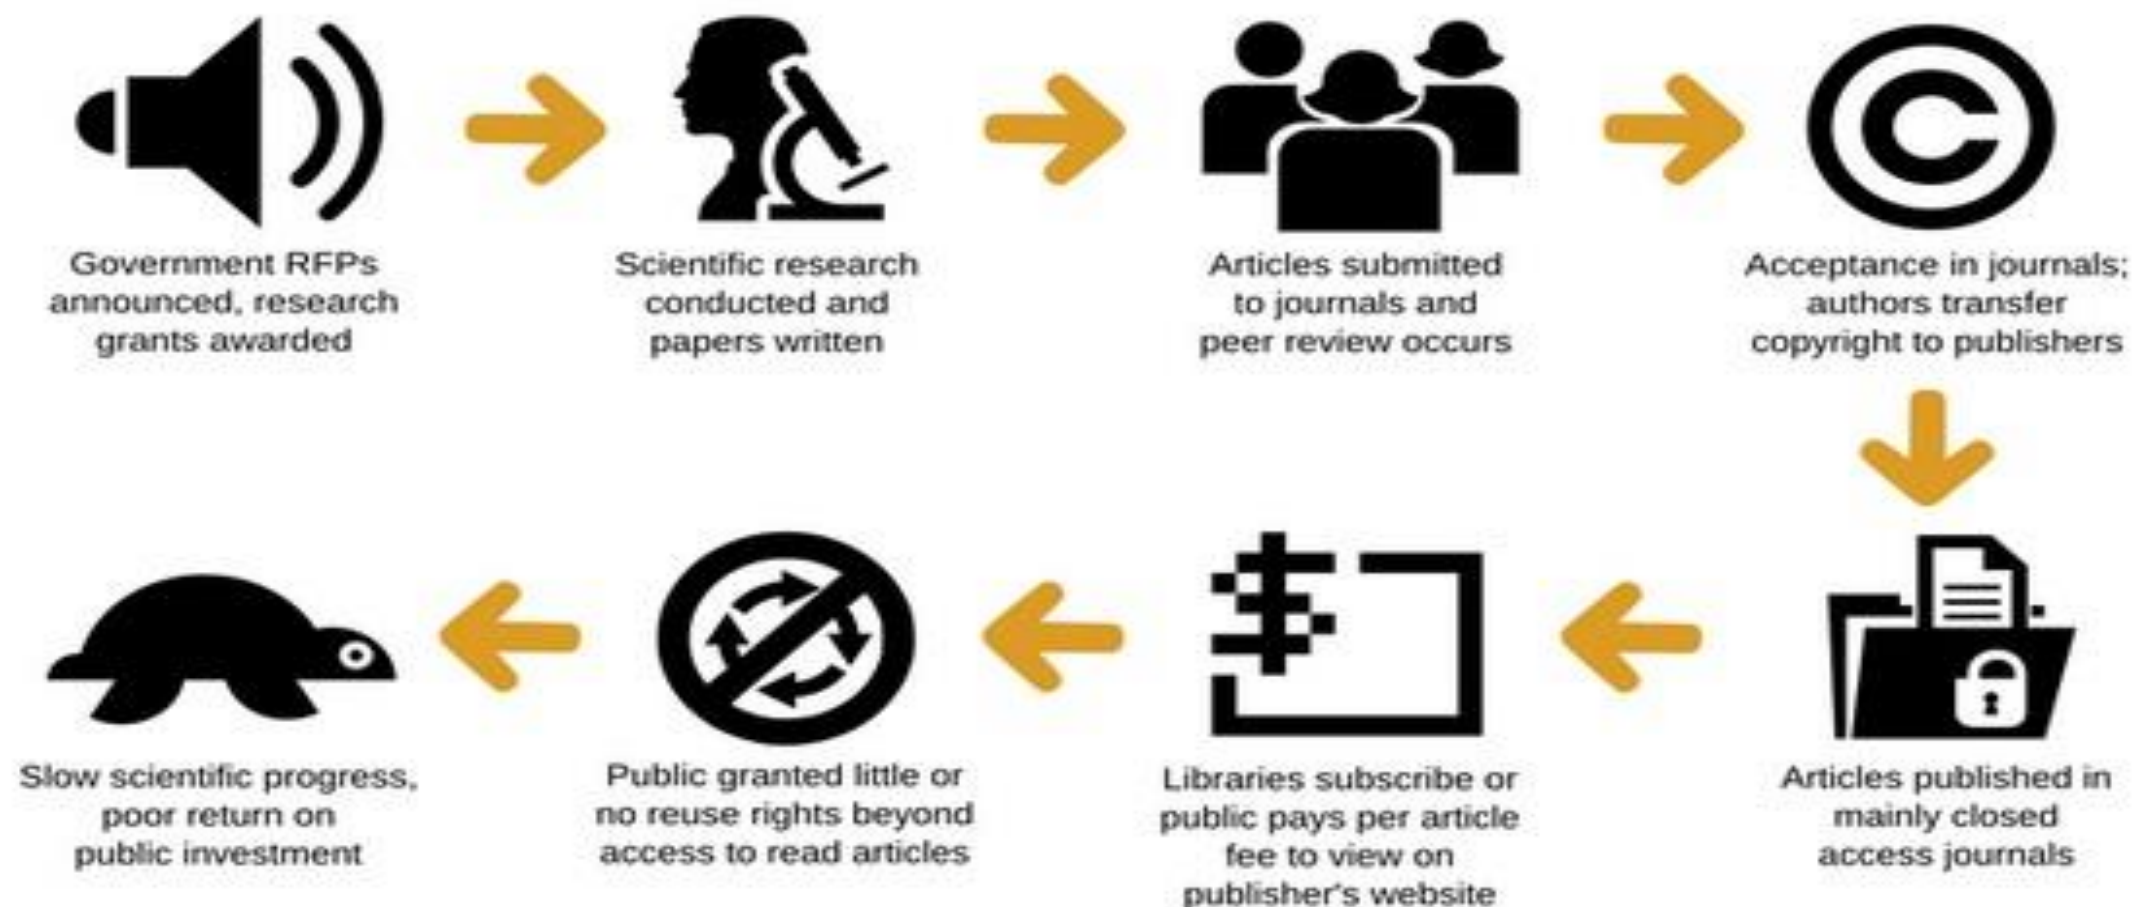 Government RFPs
announced, research
grants awarded
Scientific research
conducted and
papers written
Articles submitted
to journals and
peer review occurs
Acceptance in journals;
authors transfer
copyright to publishers
Articles published in
mainly closed
access journals
Libraries subscribe or
public pays per article
fee to view on
publisher's website
Public granted little or
no reuse rights beyond
access to read articles
Slow scientific progress,
poor return on
public investment